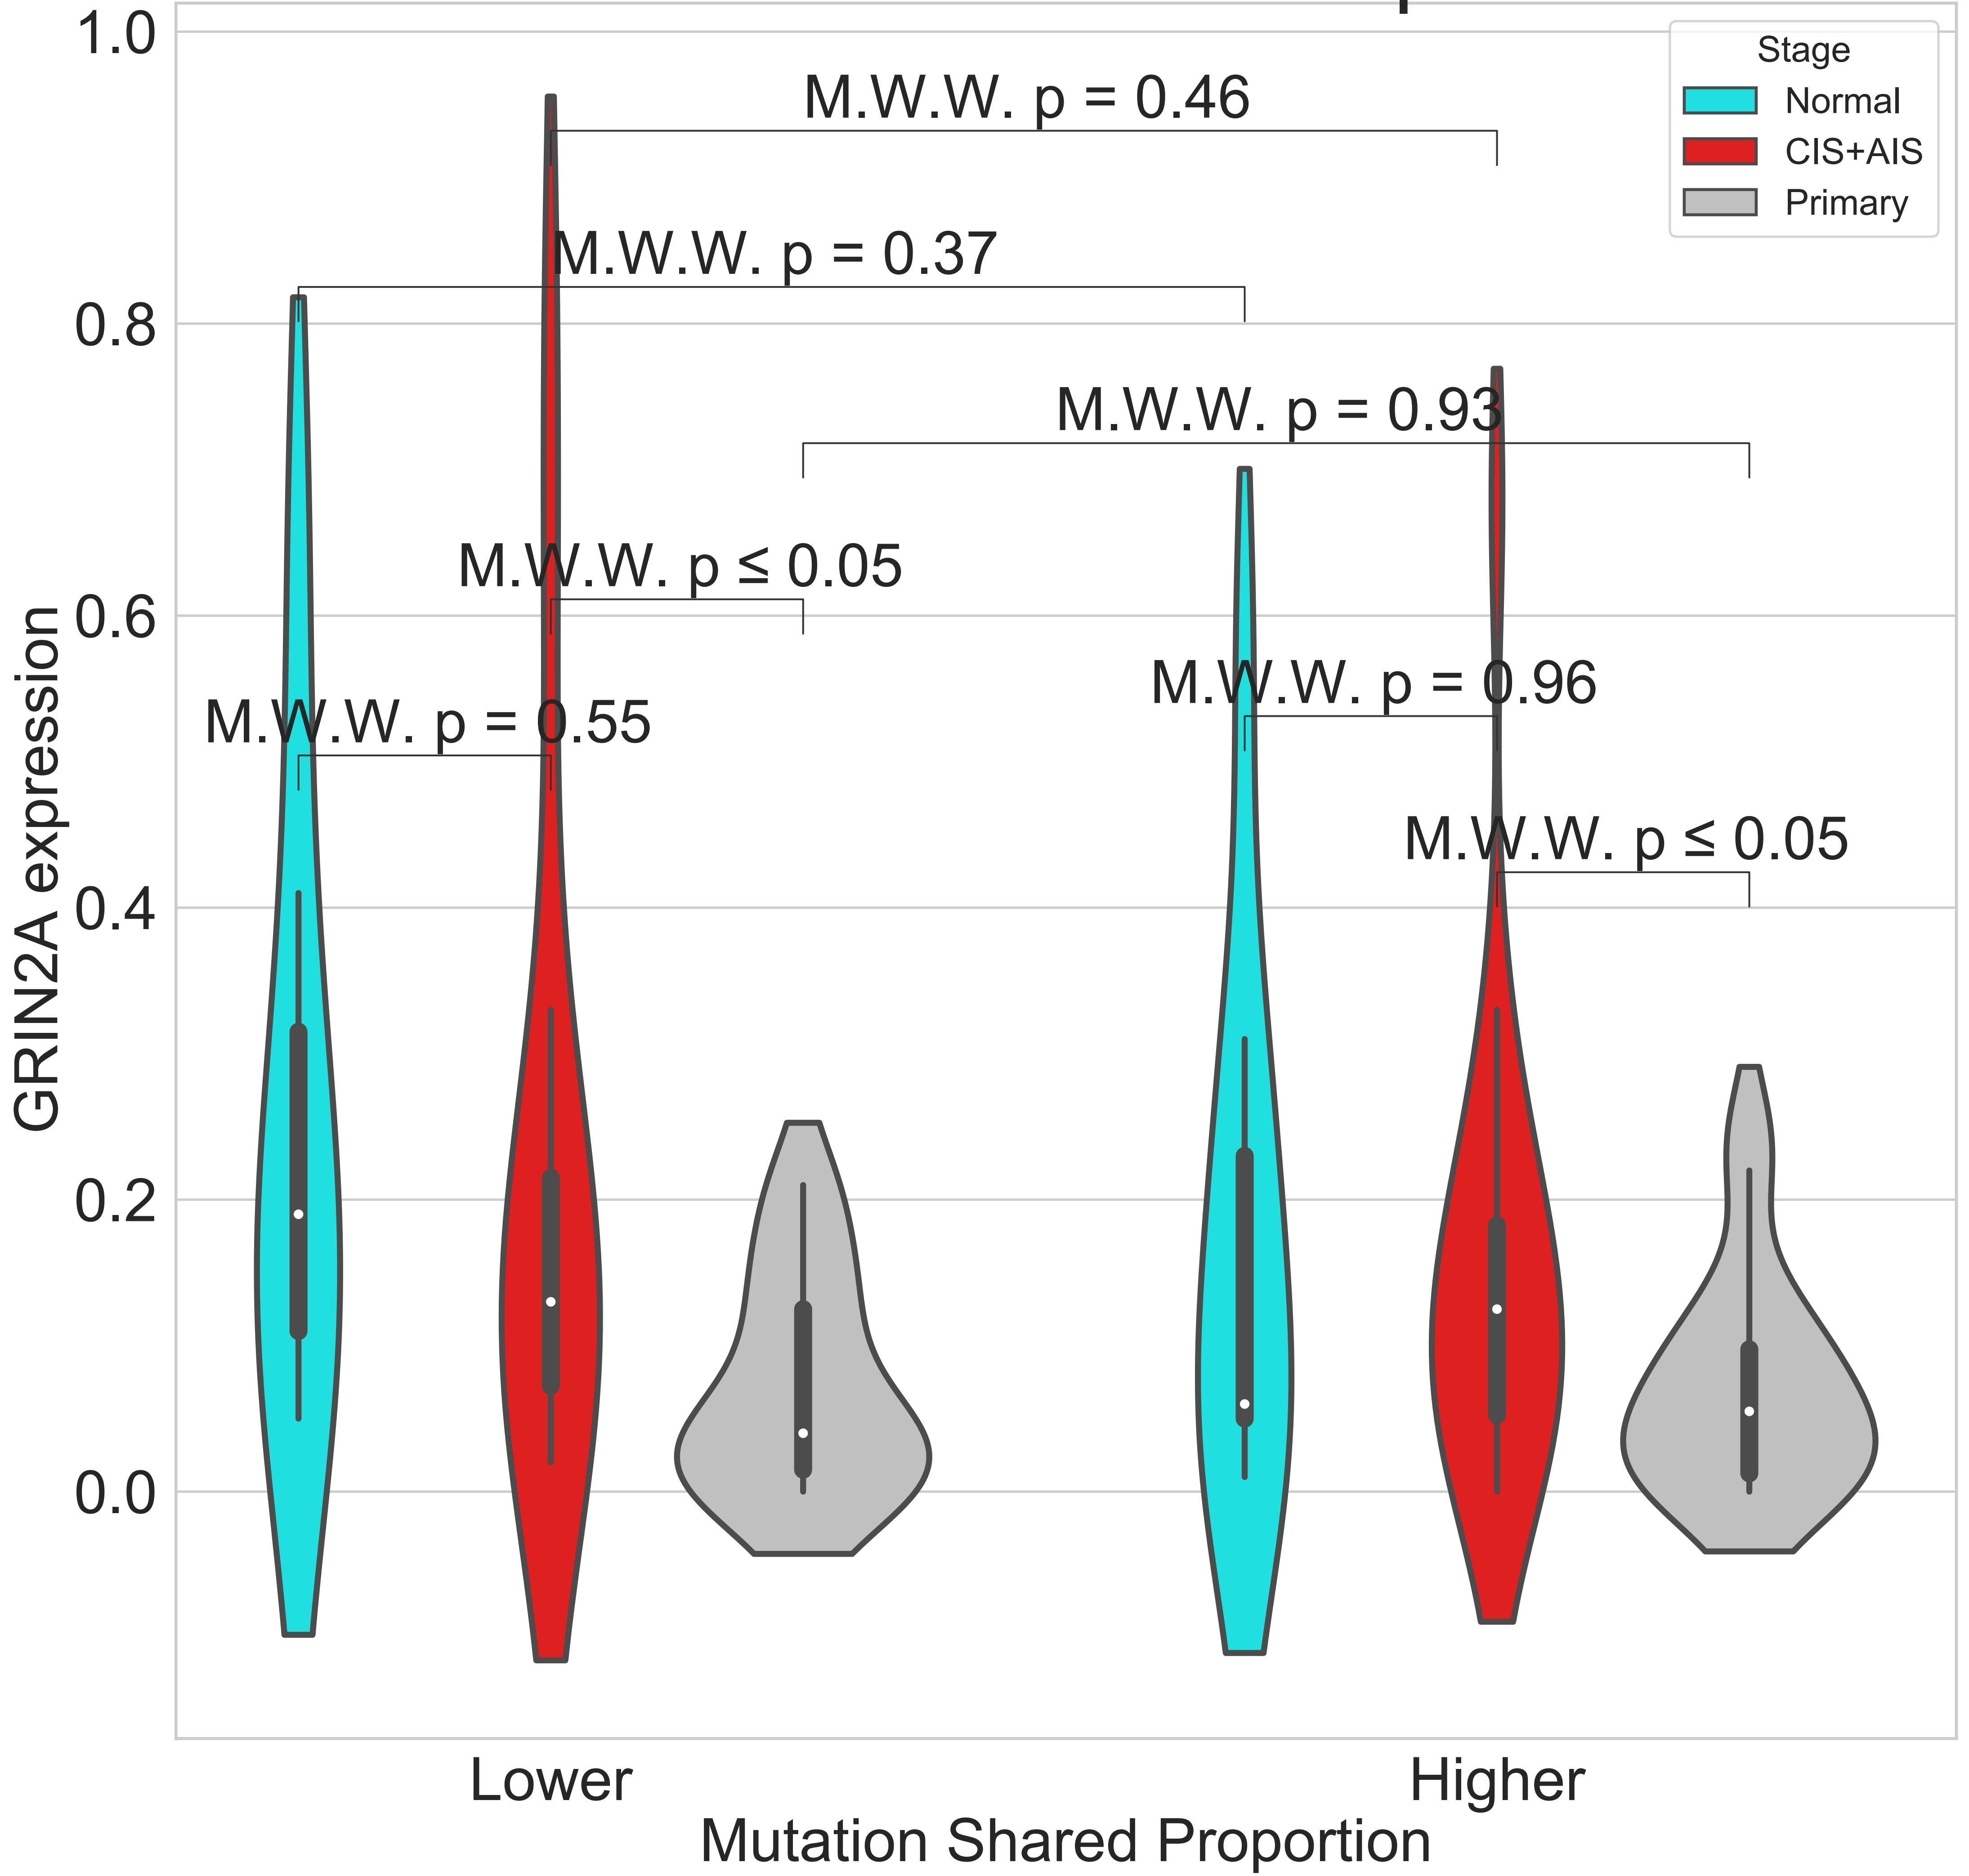 1.0
0.8
0.6
0.4
0.2
0.0
GRIN2A expression
M.W.W. p = 0.46
M.W.W. p = 0.37
M.W.W. p = 0.93
M.W.W. p ≤ 0.05
M.W.W. p = 0.96
M.W.W. p = 0.55
M.W.W. p ≤ 0.05
Stage
Normal
CIS+AIS
Primary
Lower
Higher
Mutation Shared Proportion